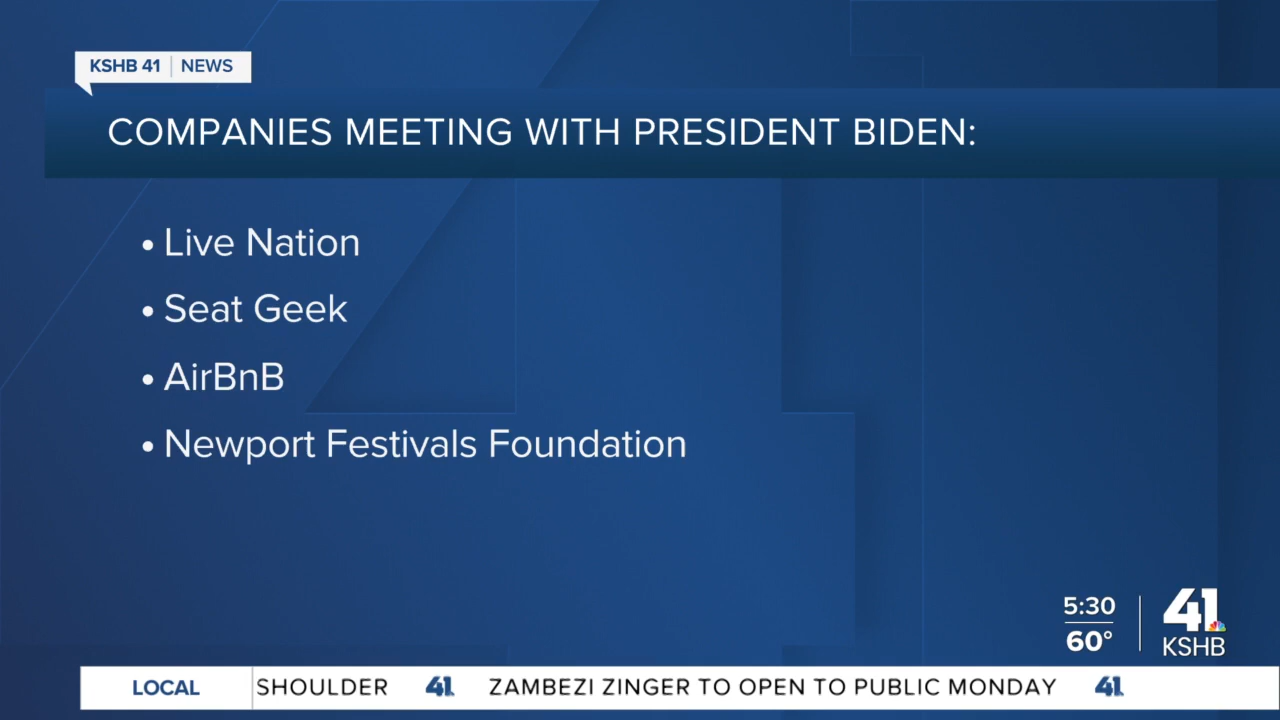 KSHB 41 | NEWS
COMPANIES MEETING WITH PRESIDENT BIDEN:
• Live Nation
• Seat Geek
• AirBnB
• Newport Festivals Foundation
5:30
60°
41
KSHB
LOCAL SHOULDER 41 ZAMBEZI ZINGER TO OPEN TO PUBLIC MONDAY 41